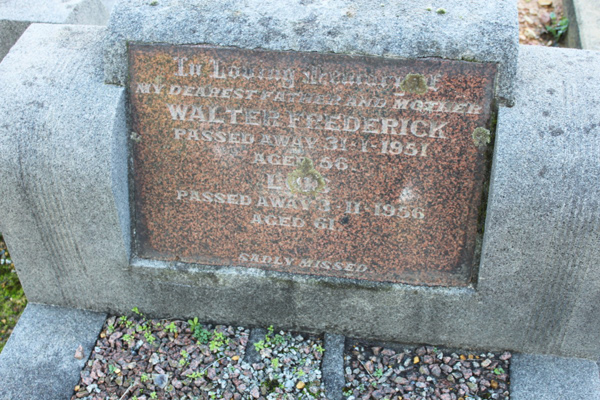 In Loving Memory of
MY DEAREST FATHER AND MOTHER
WALTER FREDERICK
PASSED AWAY 31-1-1951
AGED 56
&
PASSED AWAY 3-11-1956
AGED 61
SADLY MISSED